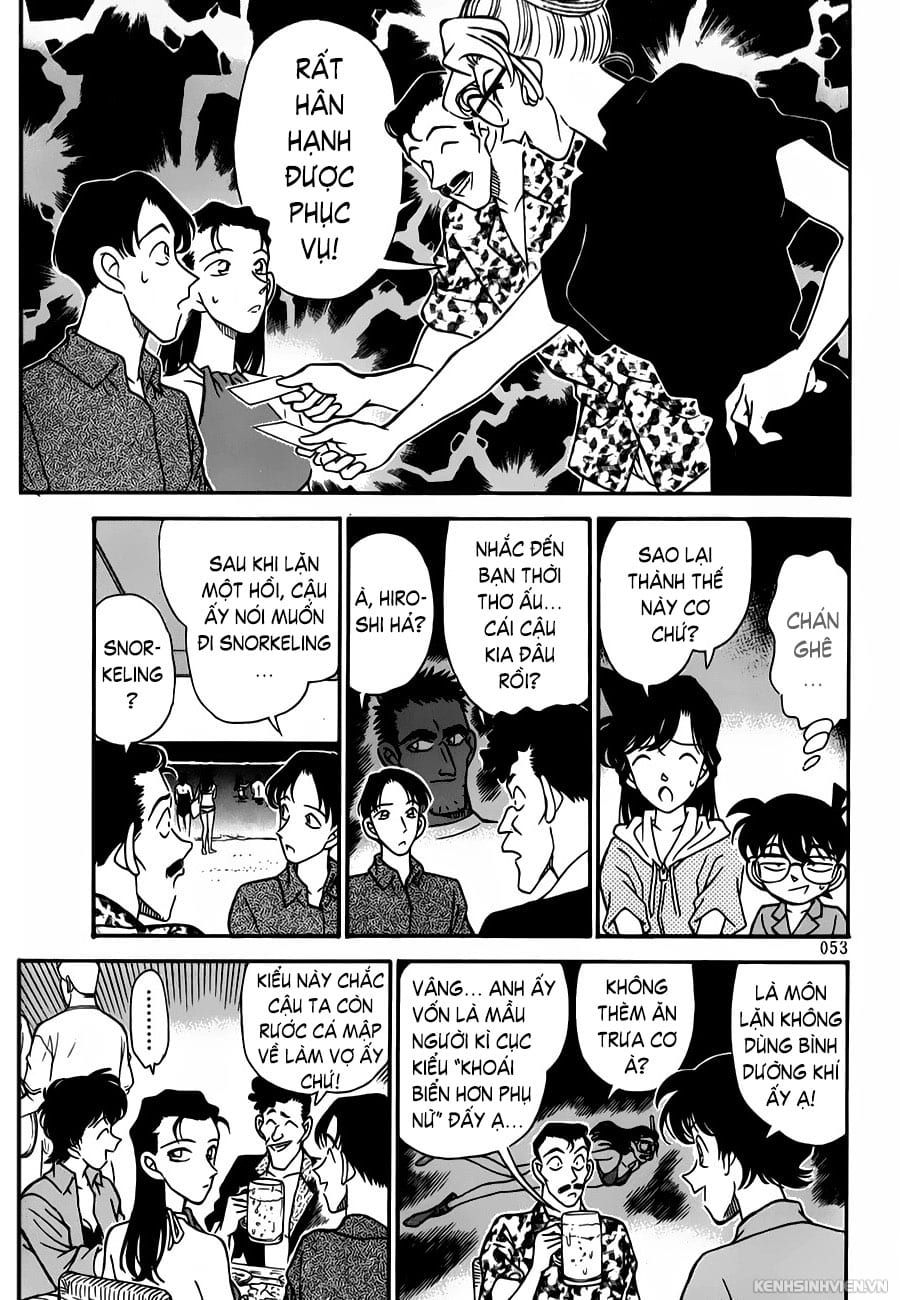 RẤT
HÂN
HẠNH
ĐƯỢC
PHỤC
VỤ!
CHÁN
GHÊ
...
SAO LẠI
THÀNH THẾ
NÀY CƠ
CHỨ?
NHẮC ĐẾN
BẠN THỜI
THƠ ẤU...
CÁI CẬU
KIA ĐÂU
RỒI?
À, HIRO-
SHI HẢ?
SAU KHI LẶN
MỘT HỒI, CẬU
ẤY NÓI MUỐN
ĐI SNORKELING
...
SNOR-
KELING
?
053
LÀ MÔN
LẶN KHÔNG
DÙNG BÌNH
DƯỠNG KHÍ
ẤY Ạ!
KHÔNG
THÈM ĂN
TRƯA CƠ
À?
VÂNG... ANH ẤY
VỐN LÀ MẪU
NGƯỜI KÌ CỤC
KIỂU "KHOÁI
BIỂN HƠN PHỤ
NỮ" ĐẤY Ạ...
KIỂU NÀY CHẮC
CẬU TA CÒN
RƯỚC CÁ MẬP
VỀ LÀM VỢ ẤY
CHỨ!
.........
KENHSINHVIEN.VN